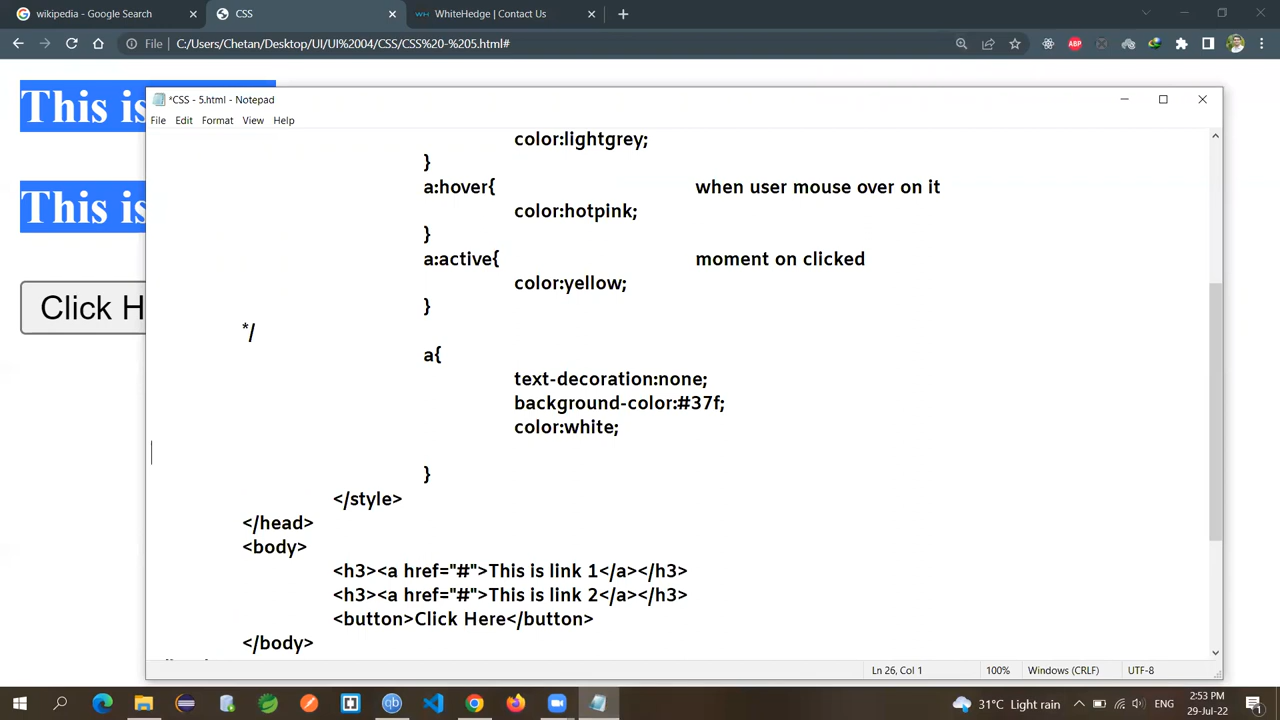 wikipedia - Google Search
CSS
WhiteHedge | Contact Us
File
C:/Users/Chetan/Desktop/UI/UI%2004/CSS/CSS%20-%205.html#
ABP
This is
This is
Click H
*CSS - 5.html - Notepad
File Edit Format View Help
color:lightgrey;
}
a:hover{ when user mouse over on it
color:hotpink;
}
a:active{ moment on clicked
color:yellow;
}
*/
a{
text-decoration:none;
background-color:#37f;
color:white;
}
</style>
</head>
<body>
<h3><a href="#">This is link 1</a></h3>
<h3><a href="#">This is link 2</a></h3>
<button>Click Here</button>
</body>
Ln 26, Col 1 100% Windows (CRLF) UTF-8
31°C Light rain
2:53 PM
29-Jul-22